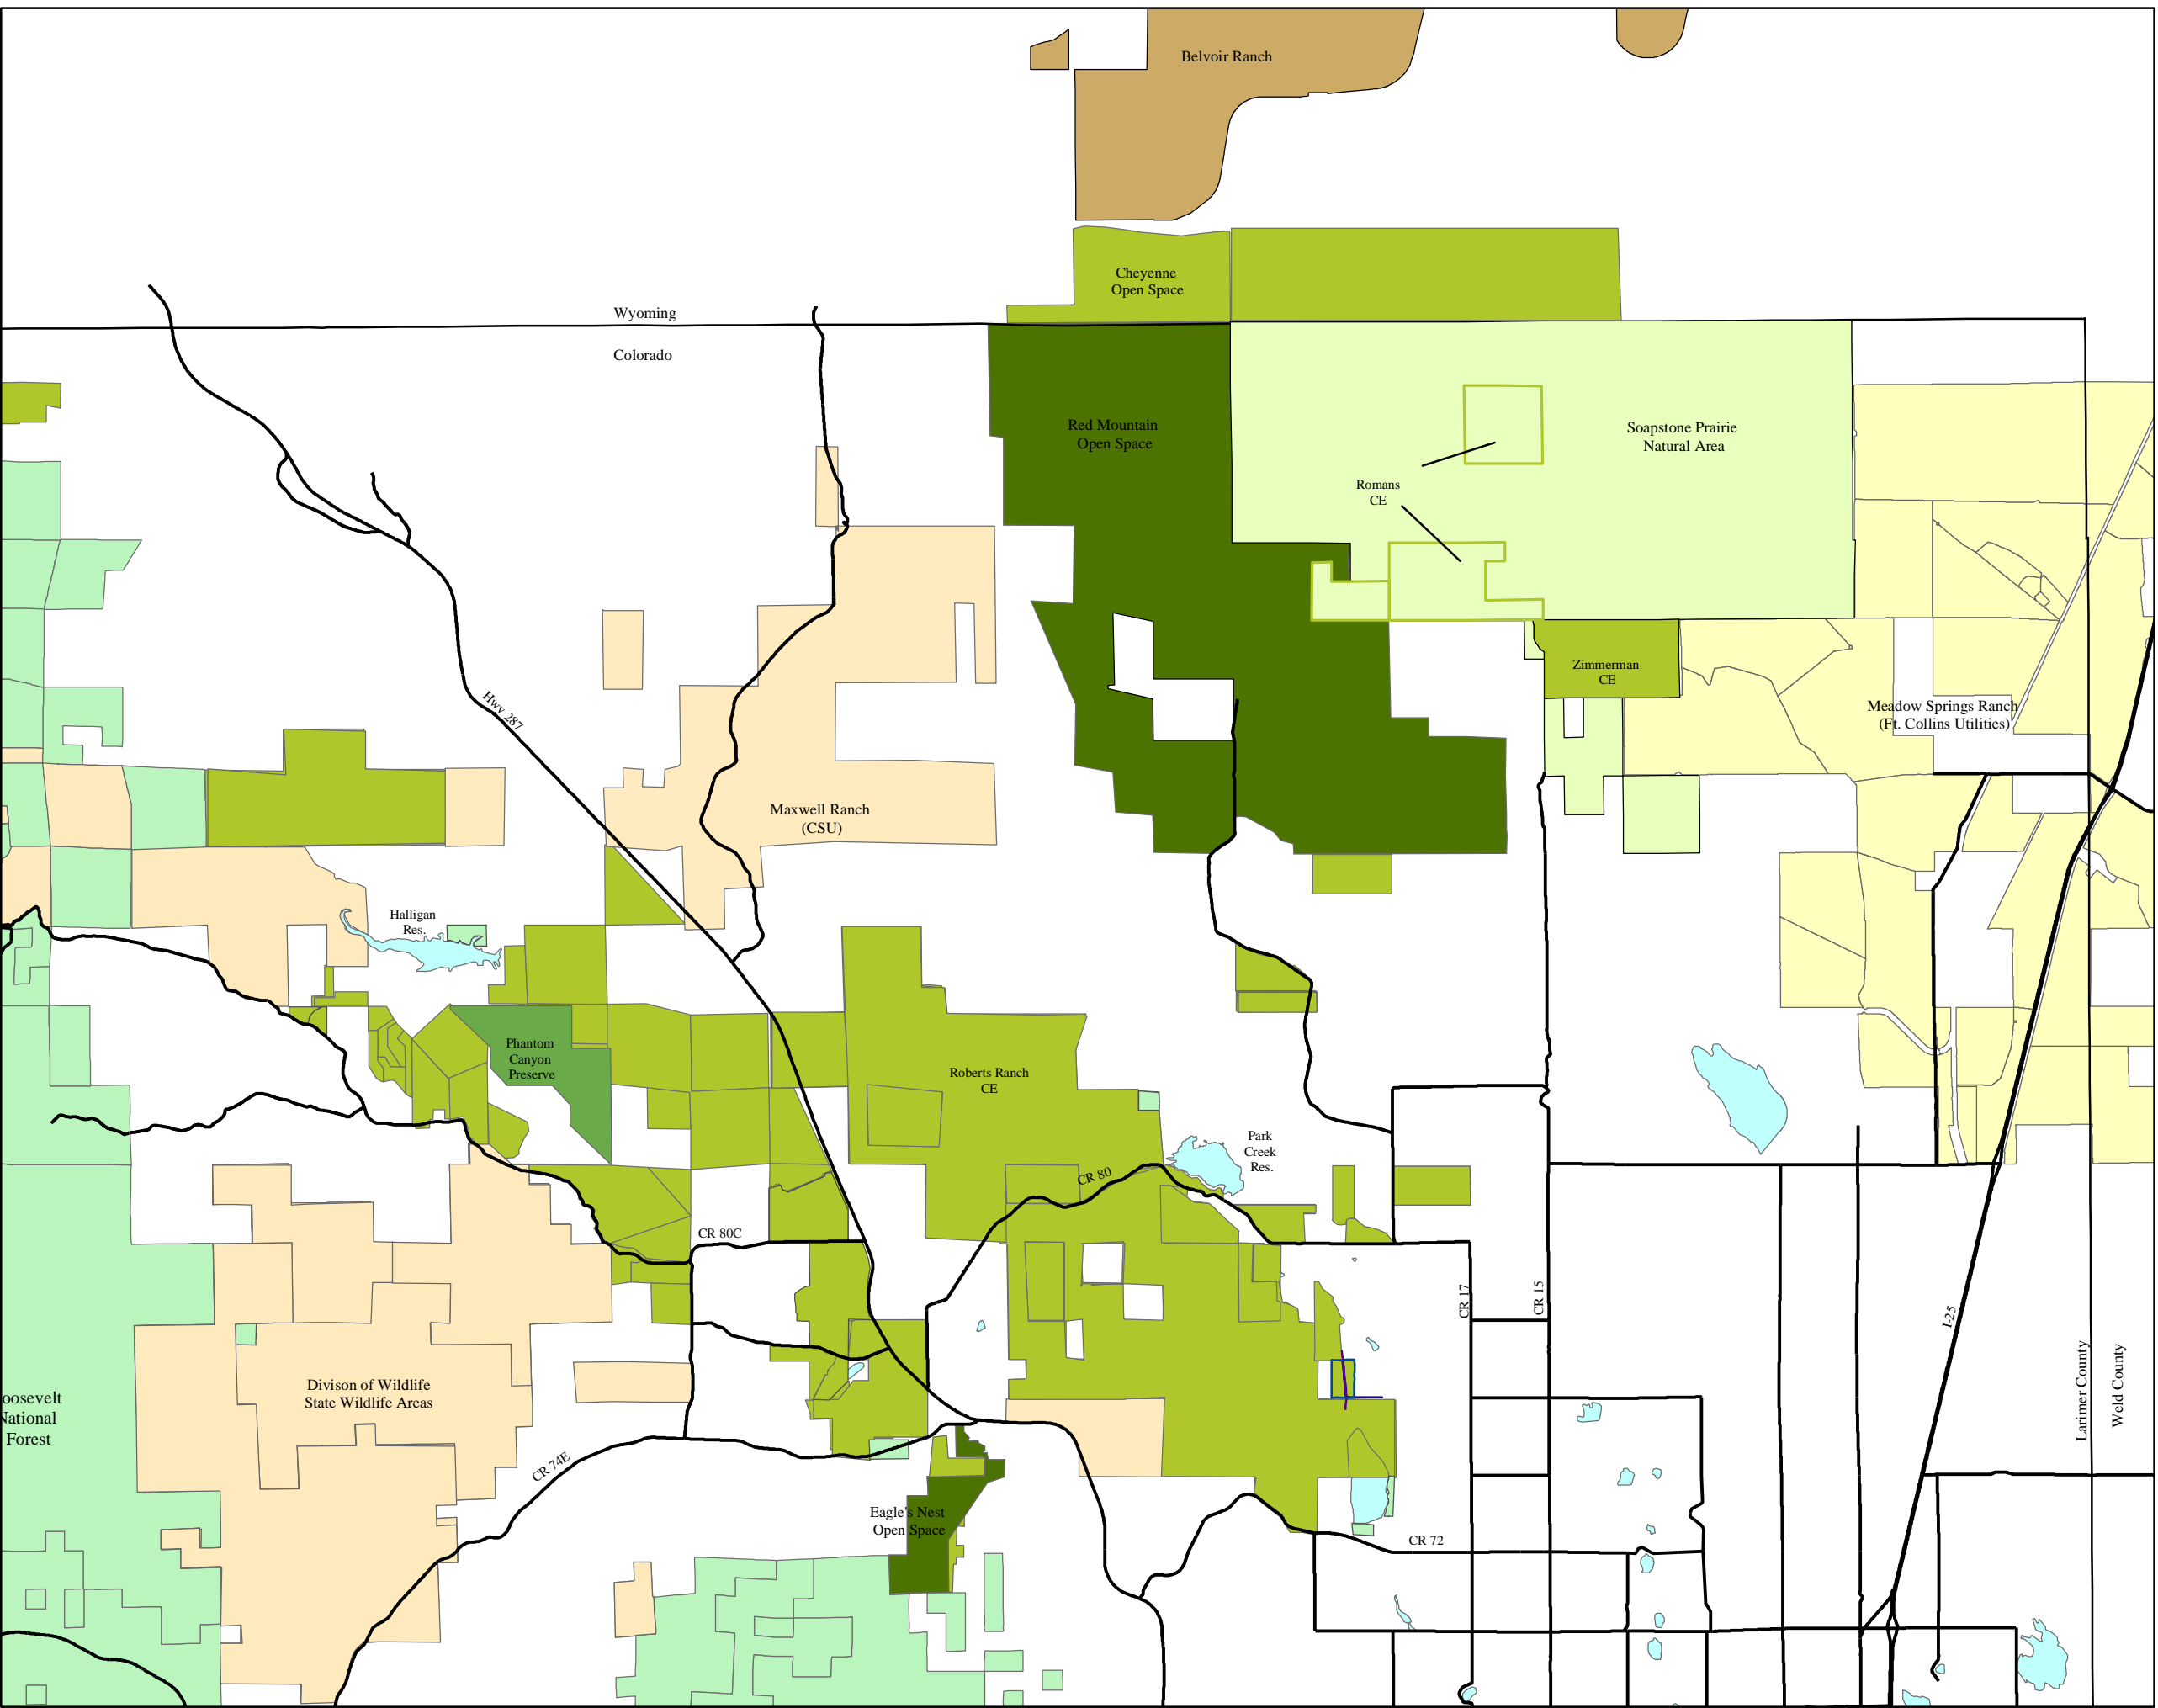 Belvoir Ranch
Cheyenne
Open Space
Wyoming
Colorado
Red Mountain
Open Space
Soapstone Prairie
Natural Area
Romans
CE
Zimmerman
CE
Hwy 287
Meadow Springs Ranch
(Ft. Collins Utilities)
Maxwell Ranch
(CSU)
Halligan
Res.
Phantom
Canyon
Preserve
Roberts Ranch
CE
Park
Creek
Res.
CR 80
CR 80C
CR 17
CR 15
I-25
Larimer County
Weld County
oosevelt
National
Forest
Divison of Wildlife
State Wildlife Areas
CR 74E
Eagle's Nest
Open Space
CR 72